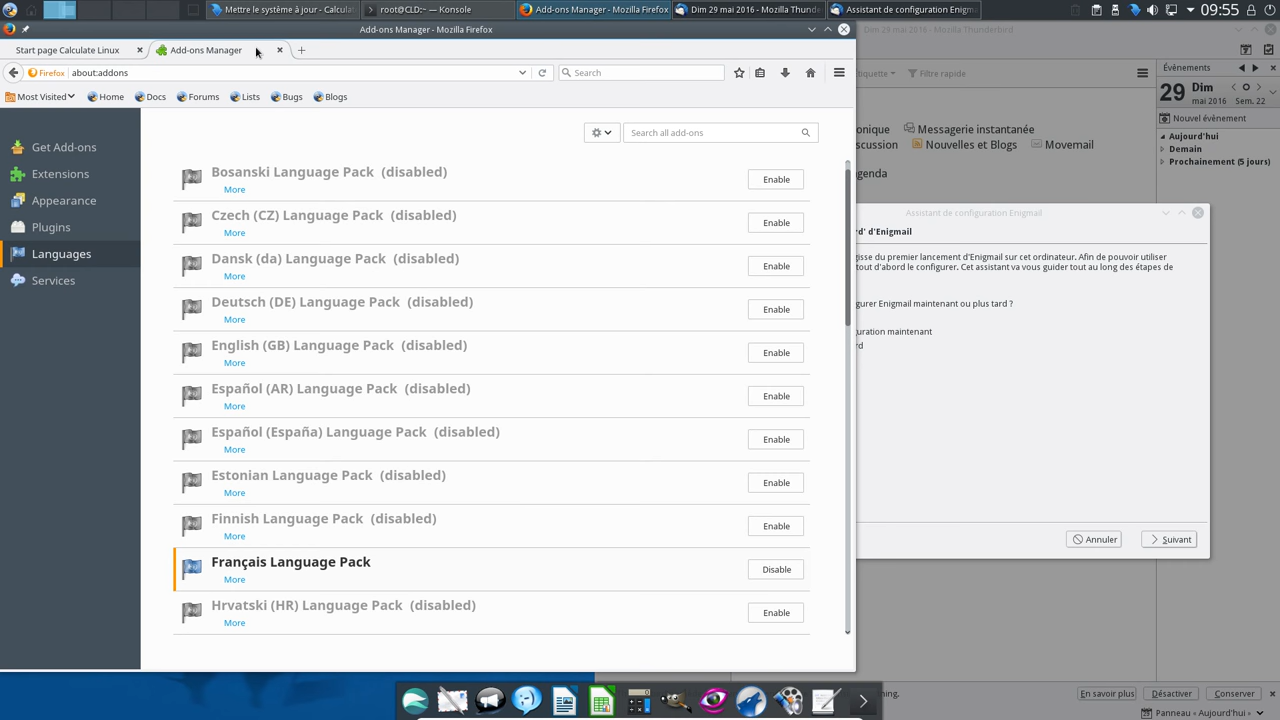 Mettre le système à jour - Calculat
root@CLD:~ — Konsole
Add-ons Manager - Mozilla Firefox
Dim 29 mai 2016 - Mozilla Thund
Assistant de configuration Enigma
09:55
Add-ons Manager - Mozilla Firefox
Dim 29 mai 2016 - Mozilla Thunderbird
Start page Calculate Linux
Add-ons Manager
Firefox
about:addons
Search
Most Visited
Home
Docs
Forums
Lists
Bugs
Blogs
Get Add-ons
Extensions
Appearance
Plugins
Languages
Services
Search all add-ons
Bosanski Language Pack (disabled)
More
Enable
Czech (CZ) Language Pack (disabled)
More
Enable
Dansk (da) Language Pack (disabled)
More
Enable
Deutsch (DE) Language Pack (disabled)
More
Enable
English (GB) Language Pack (disabled)
More
Enable
Español (AR) Language Pack (disabled)
More
Enable
Español (España) Language Pack (disabled)
More
Enable
Estonian Language Pack (disabled)
More
Enable
Finnish Language Pack (disabled)
More
Enable
Français Language Pack
More
Disable
Hrvatski (HR) Language Pack (disabled)
More
Enable
Étiquette
Filtre rapide
onique
Messagerie instantanée
scussion
Nouvelles et Blogs
Movemail
genda
Évènements
29
Dim
mai 2016 Sem. 22
Nouvel évènement
Aujourd'hui
Demain
Prochainement (5 jours)
Assistant de configuration Enigmail
rd' d'Enigmail
gisse du premier lancement d'Enigmail sur cet ordinateur. Afin de pouvoir utiliser
tout d'abord le configurer. Cet assistant va vous guider tout au long des étapes de
gurer Enigmail maintenant ou plus tard ?
uration maintenant
rd
Annuler
Suivant
ning.
En savoir plus
Désactiver
Conserver
Panneau « Aujourd'hui »